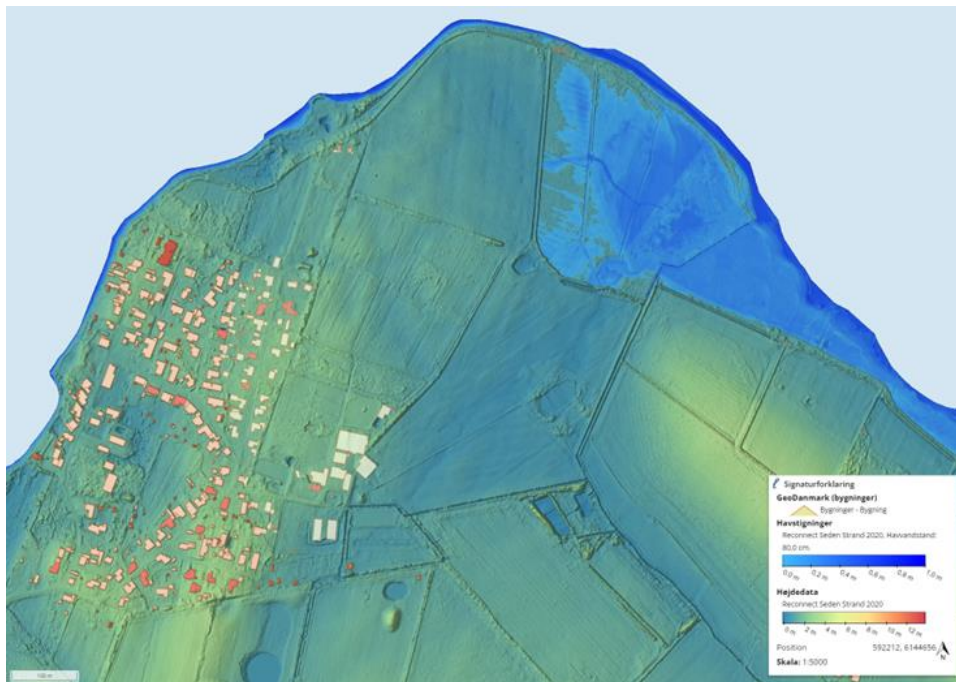 Signaturforklaring
GeoDanmark (bygninger)
Bygninger - Bygning
Havstigninger
Reconnect Seden Strand 2020, Havvandstand:
80,0 cm
0,0 m 0,2 m 0,4 m 0,6 m 0,8 m 1,0 m
Højdedata
Reconnect Seden Strand 2020
0 m 2 m 4 m 6 m 8 m 10 m 12 m
Position 592212, 6144656
N
Skala: 1:5000
100 m